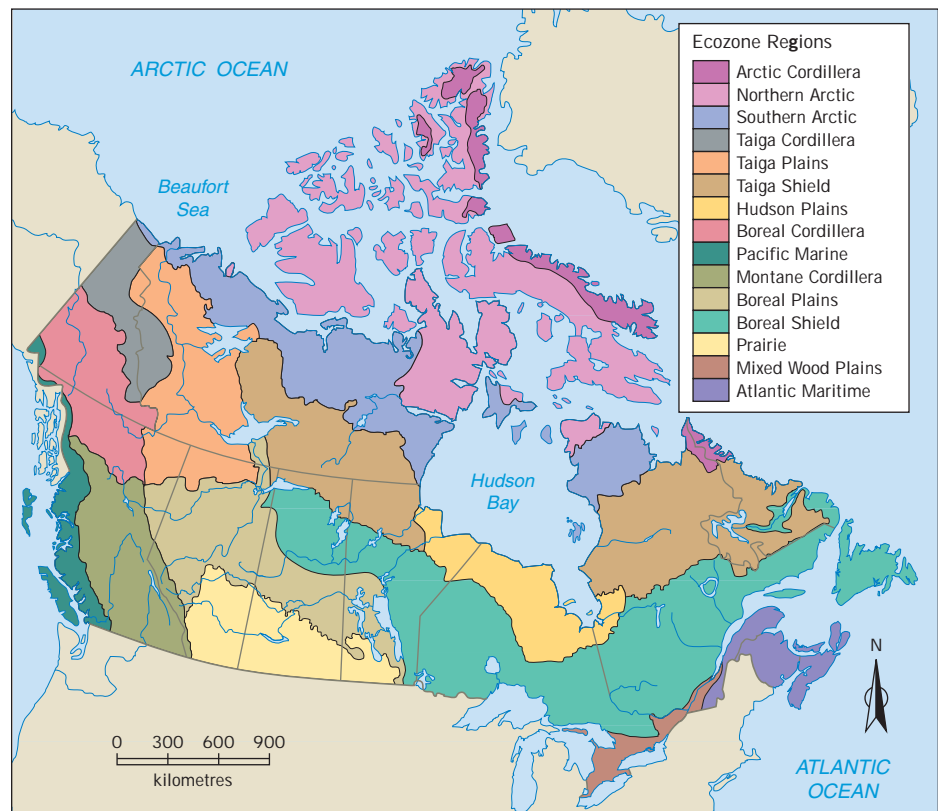 ARCTIC OCEAN
Beaufort
Sea
Hudson
Bay
Ecozone Regions
Arctic Cordillera
Northern Arctic
Southern Arctic
Taiga Cordillera
Taiga Plains
Taiga Shield
Hudson Plains
Boreal Cordillera
Pacific Marine
Montane Cordillera
Boreal Plains
Boreal Shield
Prairie
Mixed Wood Plains
Atlantic Maritime
N
0 300 600 900
kilometres
ATLANTIC
OCEAN